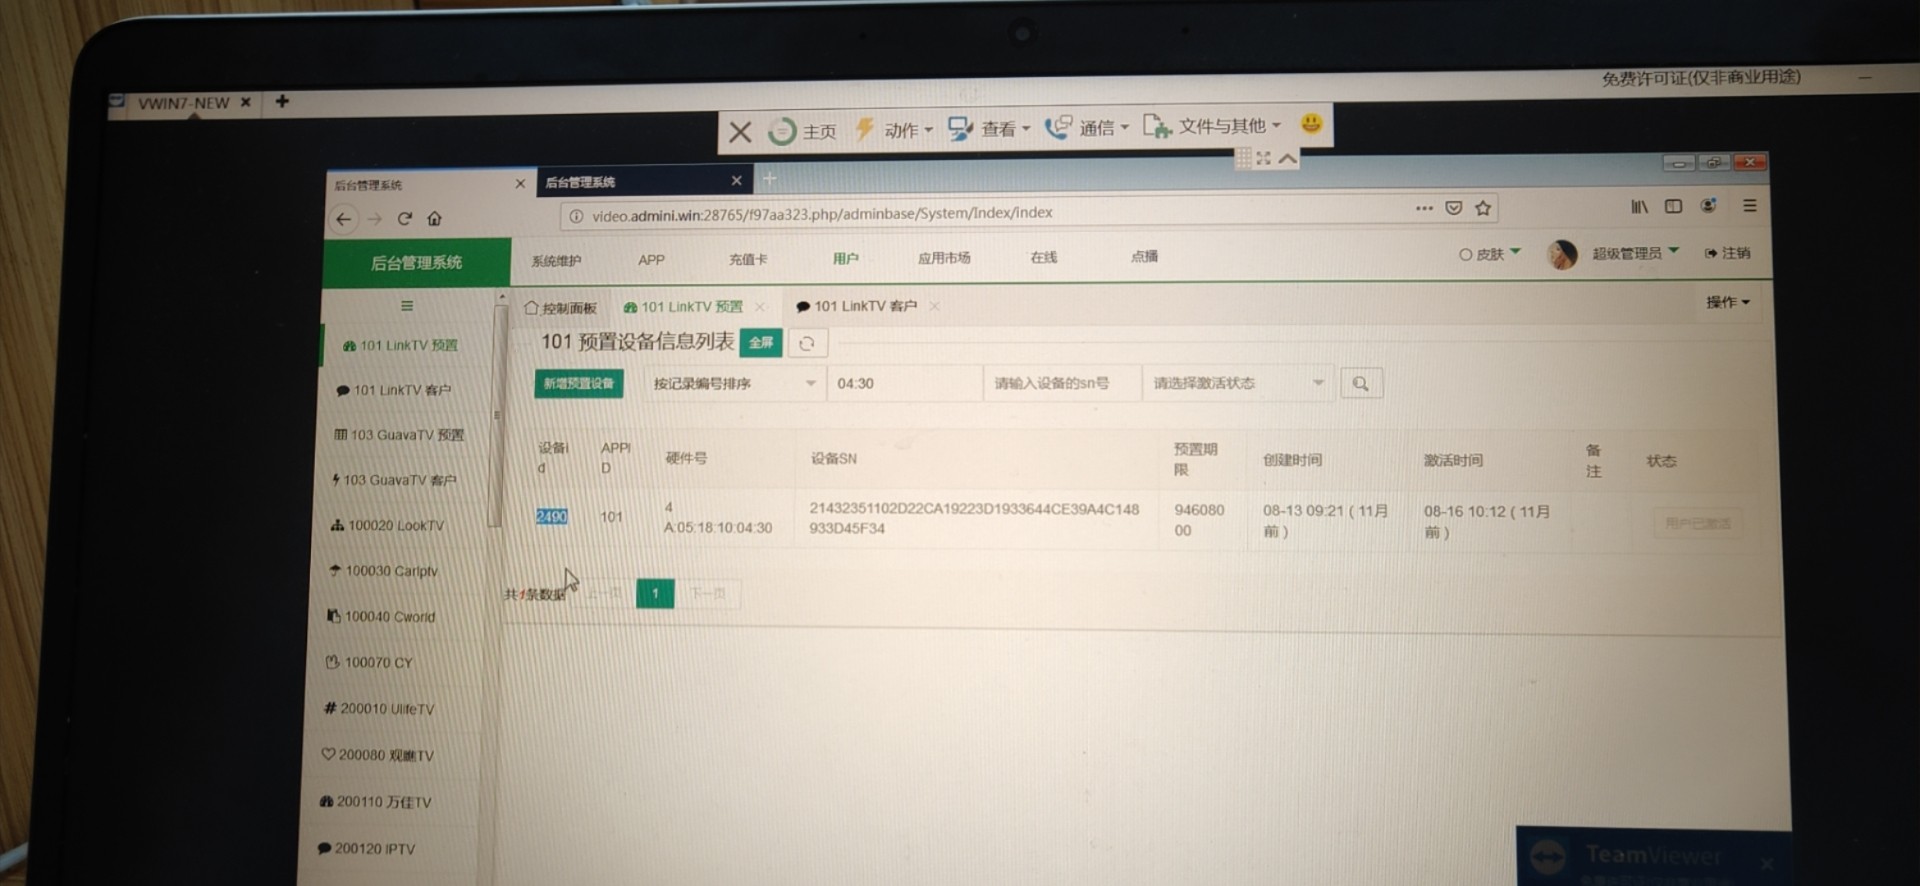 免费许可证(仅非商业用途)
VWIN7-NEW
主页 动作 查看 通信 文件与其他
后台管理系统
后台管理系统
video.admini.win:28765/f97aa323.php/adminbase/System/Index/index
后台管理系统
系统维护 APP 充值卡 用户 应用市场 在线 点播
皮肤 超级管理员 注销
控制面板 101 LinkTV 预置 101 LinkTV 客户 操作
101 预置设备信息列表 全屏
新增预置设备 按记录编号排序 04:30 请输入设备的sn号 请选择激活状态
101 LinkTV 预置
101 LinkTV 客户
103 GuavaTV 预置
103 GuavaTV 客户
100020 LookTV
100030 CarIptv
100040 Cworld
100070 CY
200010 UlifeTV
200080 观瞧TV
200110 万佳TV
200120 IPTV
设备i
d
APPI
D
硬件号
设备SN
预置期
限
创建时间
激活时间
备
注
状态
2490
101
4
A:05:18:10:04:30
21432351102D22CA19223D1933644CE39A4C148
933D45F34
946080
00
08-13 09:21 ( 11月
前 )
08-16 10:12 ( 11月
前 )
用户已激活
共1条数据 上一页 1 下一页
TeamViewer